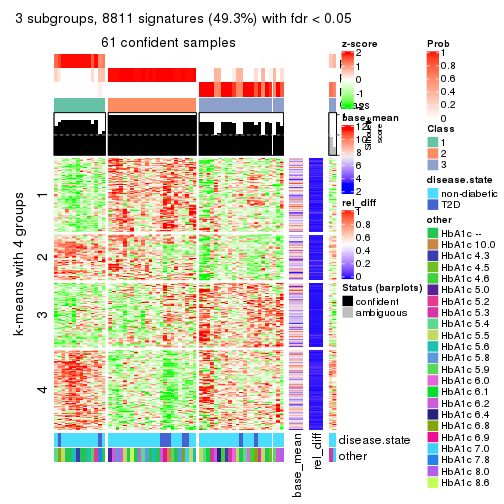 3 subgroups, 8811 signatures (49.3%) with fdr < 0.05
61 confident samples
k-means with 4 groups
1
2
3
4
disease.state
other
base_mean
rel_diff
Silhouette
score
z-score
2
1
0
-1
-2
base_mean
12
10
8
6
4
2
rel_diff
1
0.8
0.6
0.4
0.2
0
Status (barplots)
confident
ambiguous
Prob
1
0.8
0.6
0.4
0.2
0
Class
1
2
3
disease.state
non-diabetic
T2D
other
HbA1c --
HbA1c 10.0
HbA1c 4.3
HbA1c 4.5
HbA1c 4.6
HbA1c 5.0
HbA1c 5.2
HbA1c 5.3
HbA1c 5.4
HbA1c 5.5
HbA1c 5.6
HbA1c 5.8
HbA1c 5.9
HbA1c 6.0
HbA1c 6.1
HbA1c 6.2
HbA1c 6.4
HbA1c 6.8
HbA1c 6.9
HbA1c 7.0
HbA1c 7.8
HbA1c 8.0
HbA1c 8.6